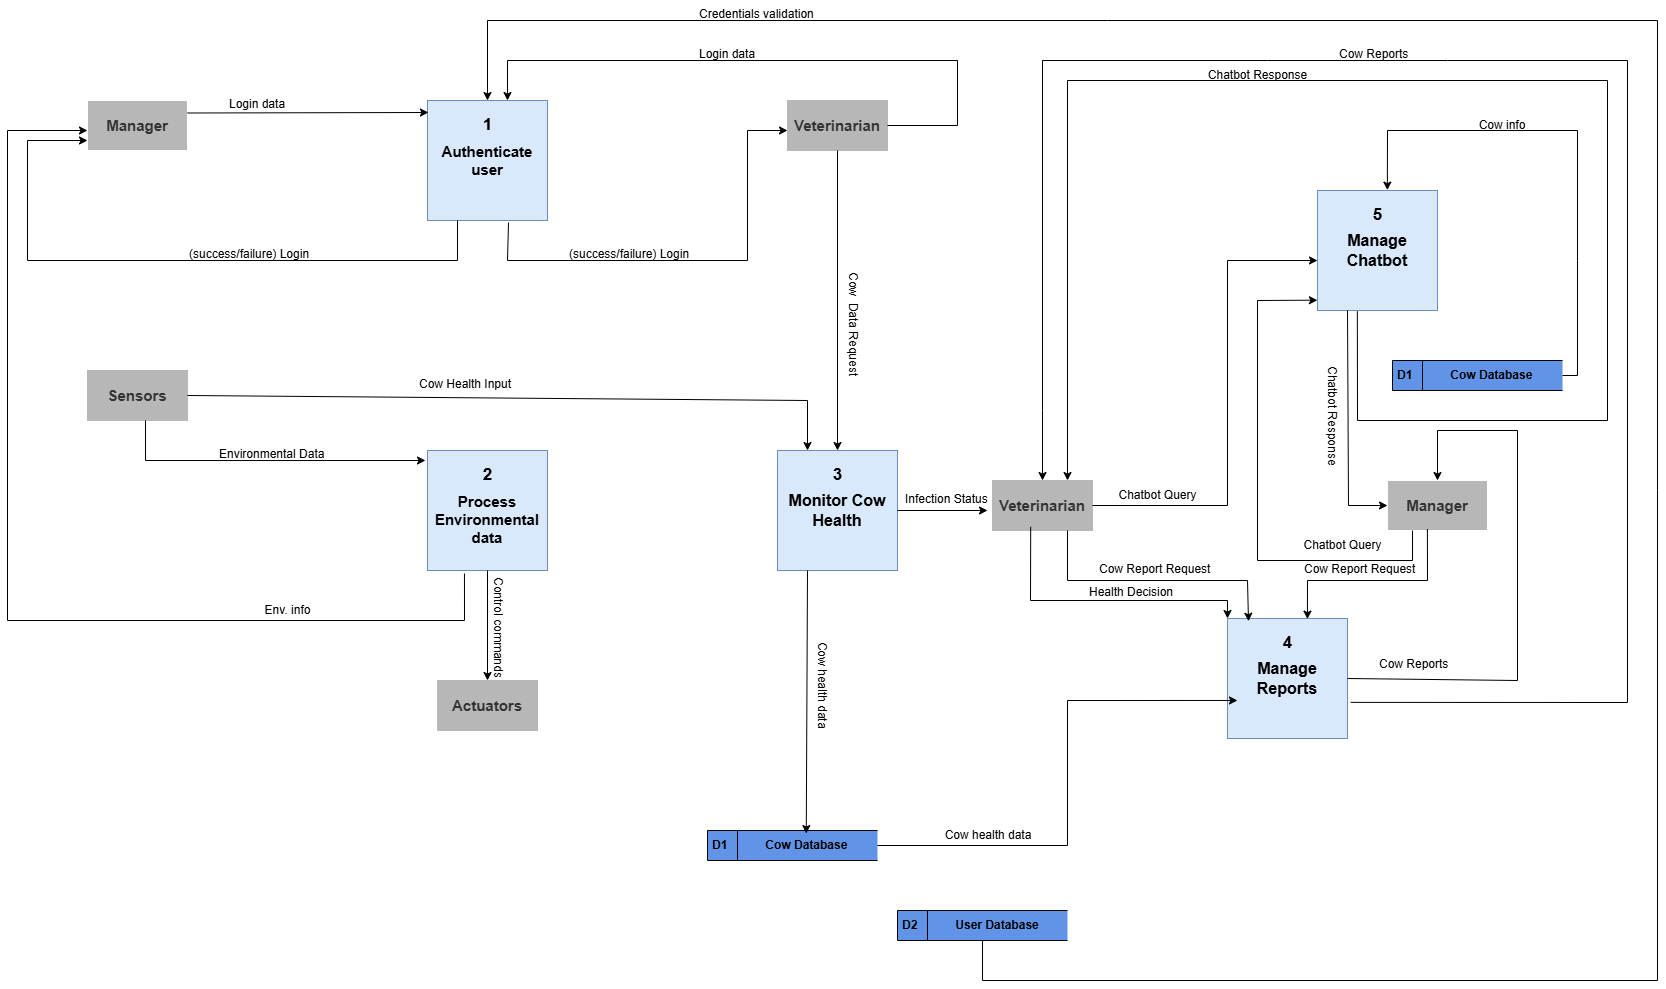 Credentials validation
Login data
Cow Reports
Chatbot Response
Login data
Manager
1
Authenticate
user
Veterinarian
Cow info
5
Manage
Chatbot
(success/failure) Login
(success/failure) Login
Cow Data Request
Sensors
Cow Health Input
Chatbot Response
D1
Cow Database
Environmental Data
2
Process
Environmental
data
3
Monitor Cow
Health
Infection Status
Veterinarian
Chatbot Query
Manager
Chatbot Query
Cow Report Request
Cow Report Request
Health Decision
Env. info
Control commands
Actuators
Cow health data
4
Manage
Reports
Cow Reports
D1
Cow Database
Cow health data
D2
User Database